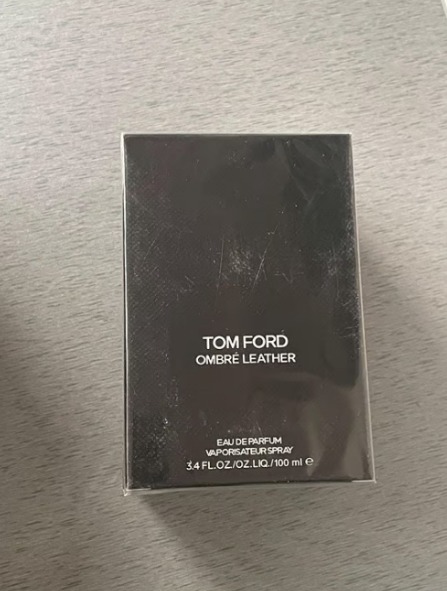 TOM FORD
OMBRÉ LEATHER
EAU DE PARFUM
VAPORISATEUR SPRAY
3.4 FL.OZ./OZ.LIQ./100 ml ℮